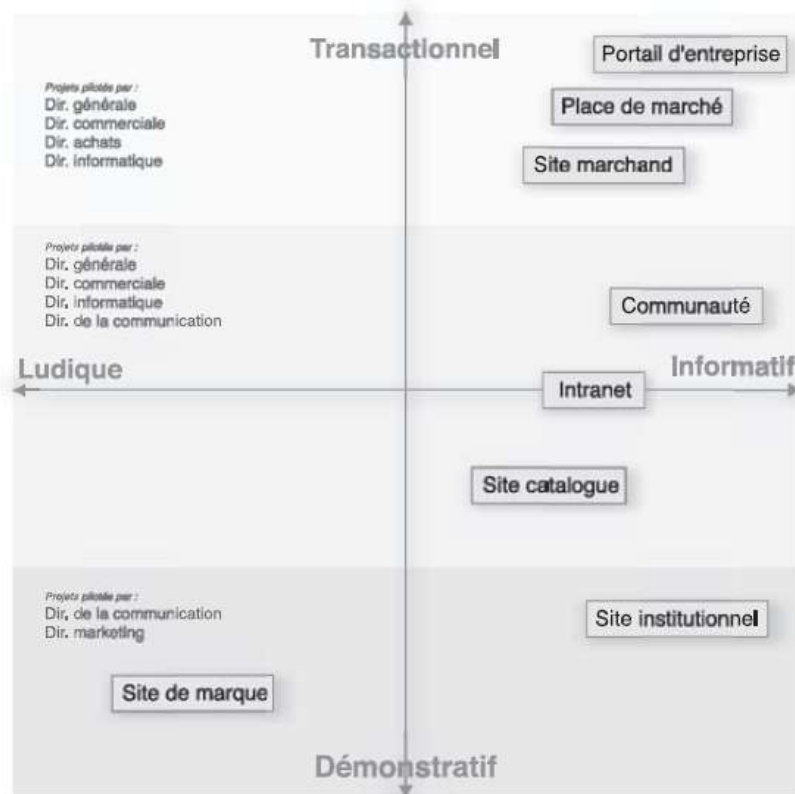 Transactionnel
Portail d'entreprise
Projets pilotés par :
Dir. générale
Dir. commerciale
Dir. achats
Dir. informatique
Place de marché
Site marchand
Projets pilotés par :
Dir. générale
Dir. commerciale
Dir. informatique
Dir. de la communication
Communauté
Ludique
Informatif
Intranet
Site catalogue
Projets pilotés par :
Dir. de la communication
Dir. marketing
Site institutionnel
Site de marque
Démonstratif